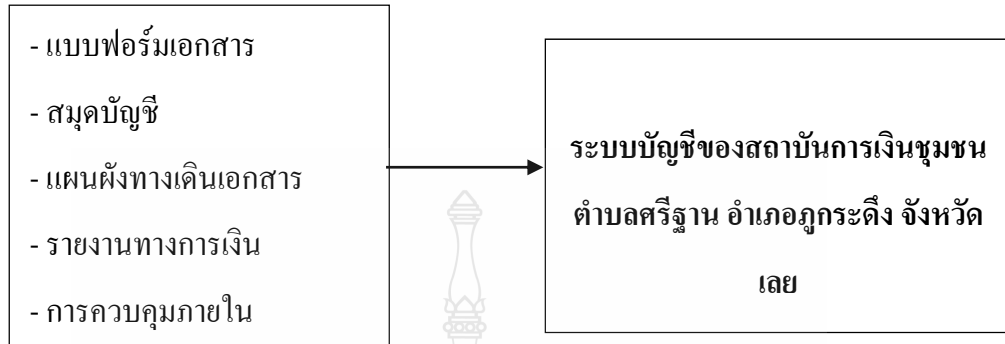 - แบบฟอร์มเอกสาร
- สมุดบัญชี
- แผนผังทางเดินเอกสาร
- รายงานทางการเงิน
- การควบคุมภายใน
ระบบบัญชีของสถาบันการเงินชุมชน
ตำบลศรีฐาน อำเภอภูกระดึง จังหวัด
เลย